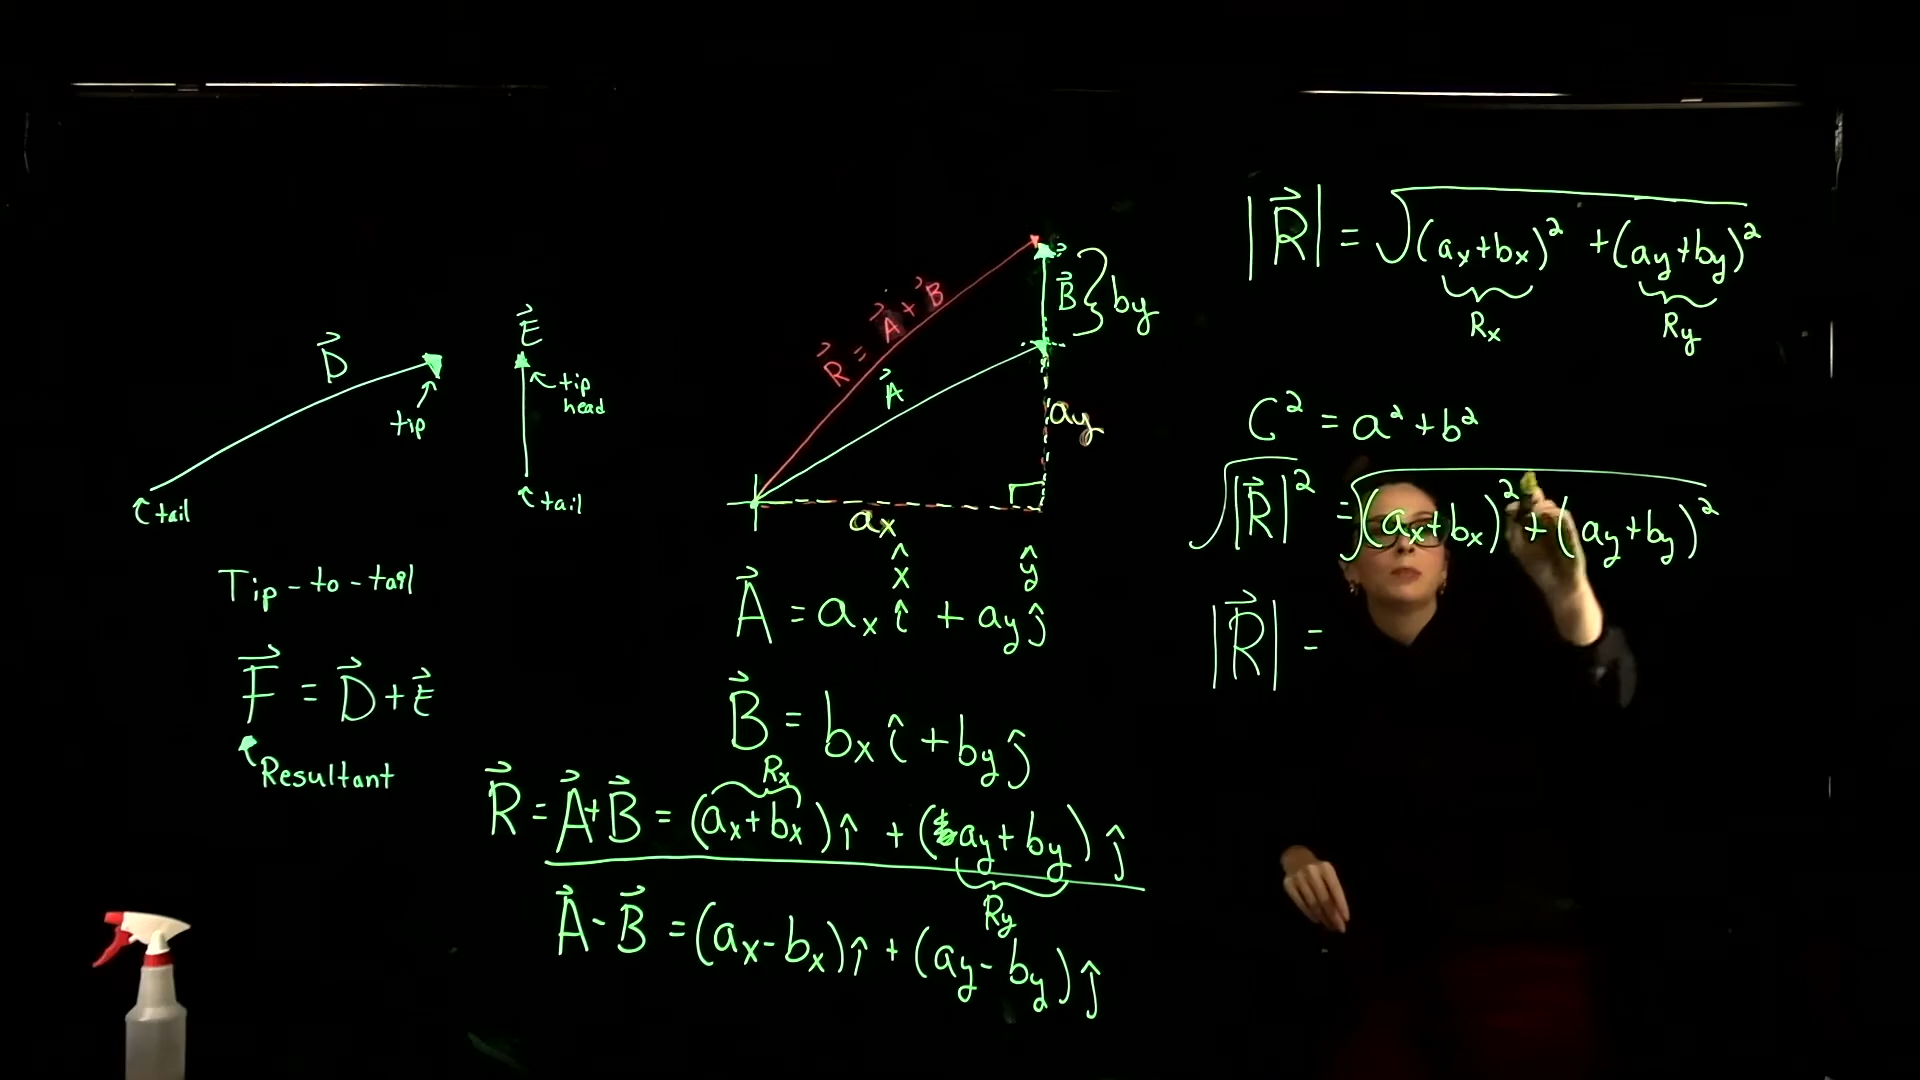 D⃗
tip
↖tail
E⃗
↖tip
head
↖tail
Tip-to-tail
F⃗ = D⃗ + E⃗
Resultant
R⃗ = A⃗ + B⃗
A⃗
B⃗ } by
ay
ax
x̂ ŷ
A⃗ = ax î + ay ĵ
B⃗ = bx î + by ĵ
Rx
R⃗ = A⃗+B⃗ = (ax+bx) î + (ay+by) ĵ
Ry
A⃗-B⃗ = (ax-bx) î + (ay-by) ĵ
|R⃗| = √(ax+bx)² + (ay+by)²
Rx Ry
C² = a² + b²
√|R⃗|² = √(ax+bx)² + (ay+by)²
|R⃗| =